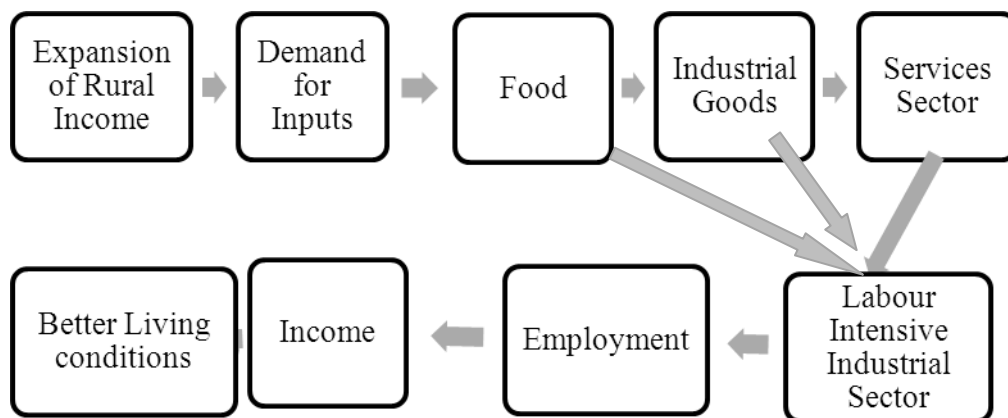 Expansion
of Rural
Income
Demand
for
Inputs
Food
Industrial
Goods
Services
Sector
Better Living
conditions
Income
Employment
Labour
Intensive
Industrial
Sector